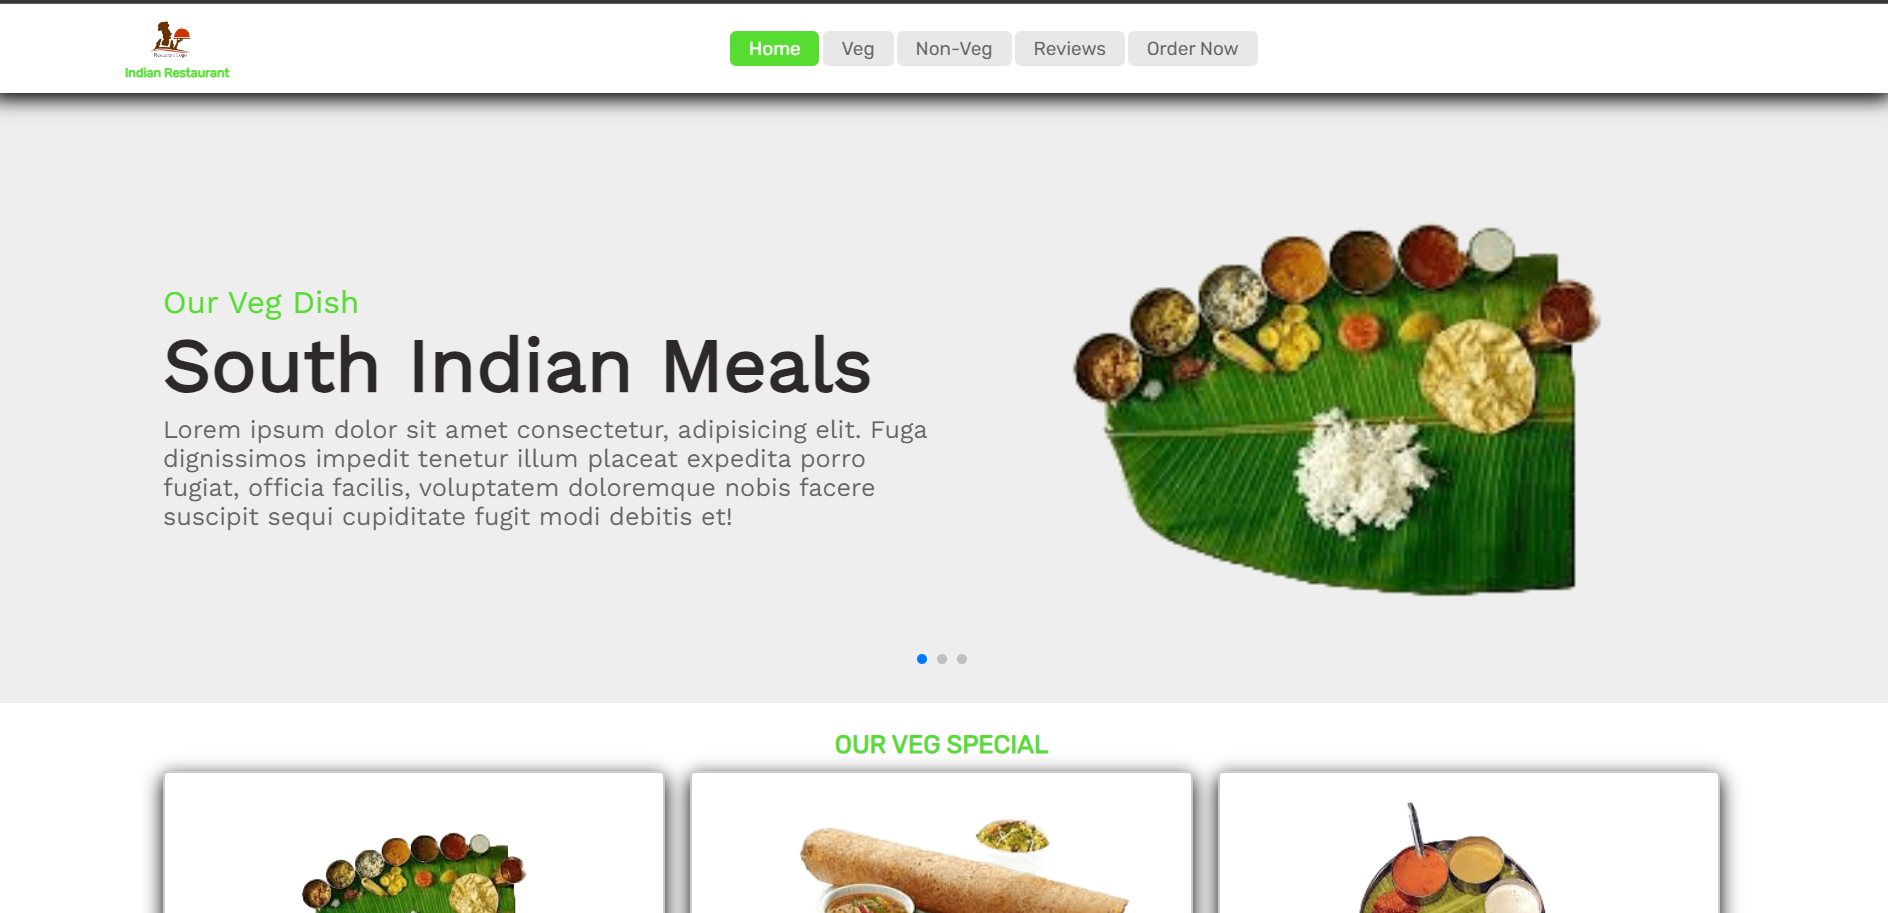 Indian Restaurant
Home
Veg
Non-Veg
Reviews
Order Now
Our Veg Dish
South Indian Meals
Lorem ipsum dolor sit amet consectetur, adipisicing elit. Fuga
dignissimos impedit tenetur illum placeat expedita porro
fugiat, officia facilis, voluptatem doloremque nobis facere
suscipit sequi cupiditate fugit modi debitis et!
OUR VEG SPECIAL